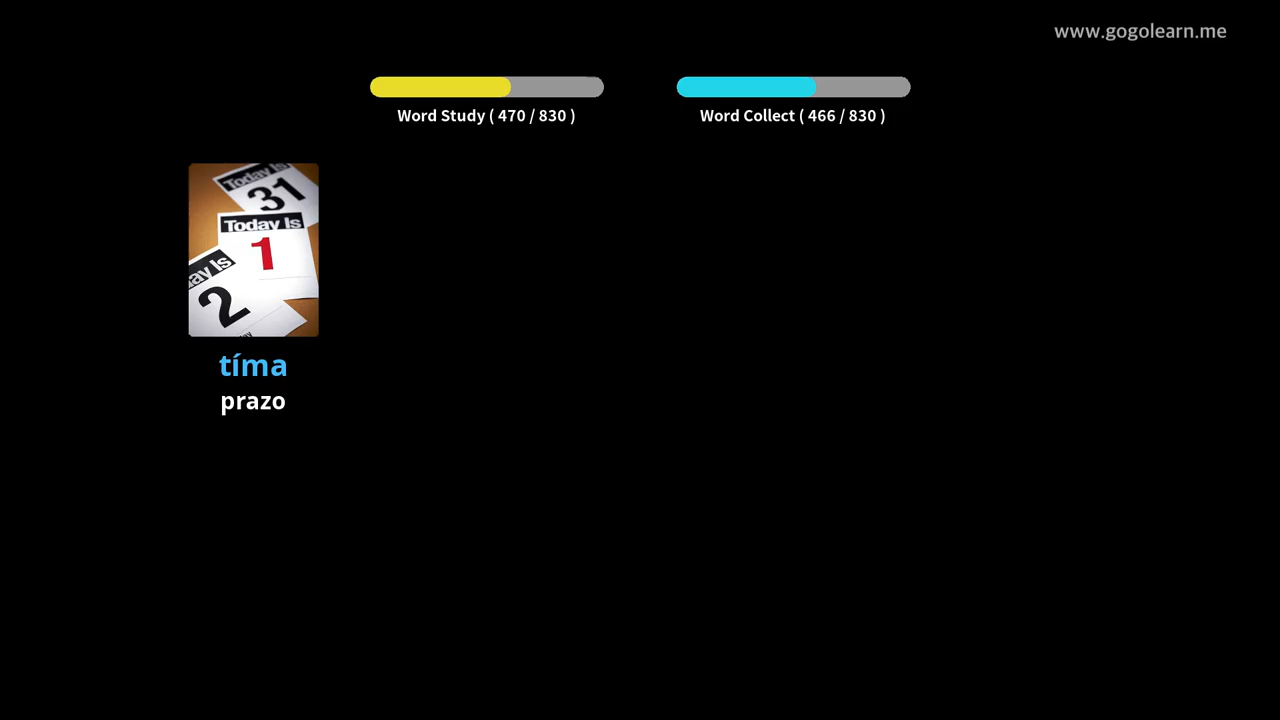 www.gogolearn.me
Word Study ( 470 / 830 )
Word Collect ( 466 / 830 )
Today Is
31
Today Is
1
ay Is
2
tíma
prazo